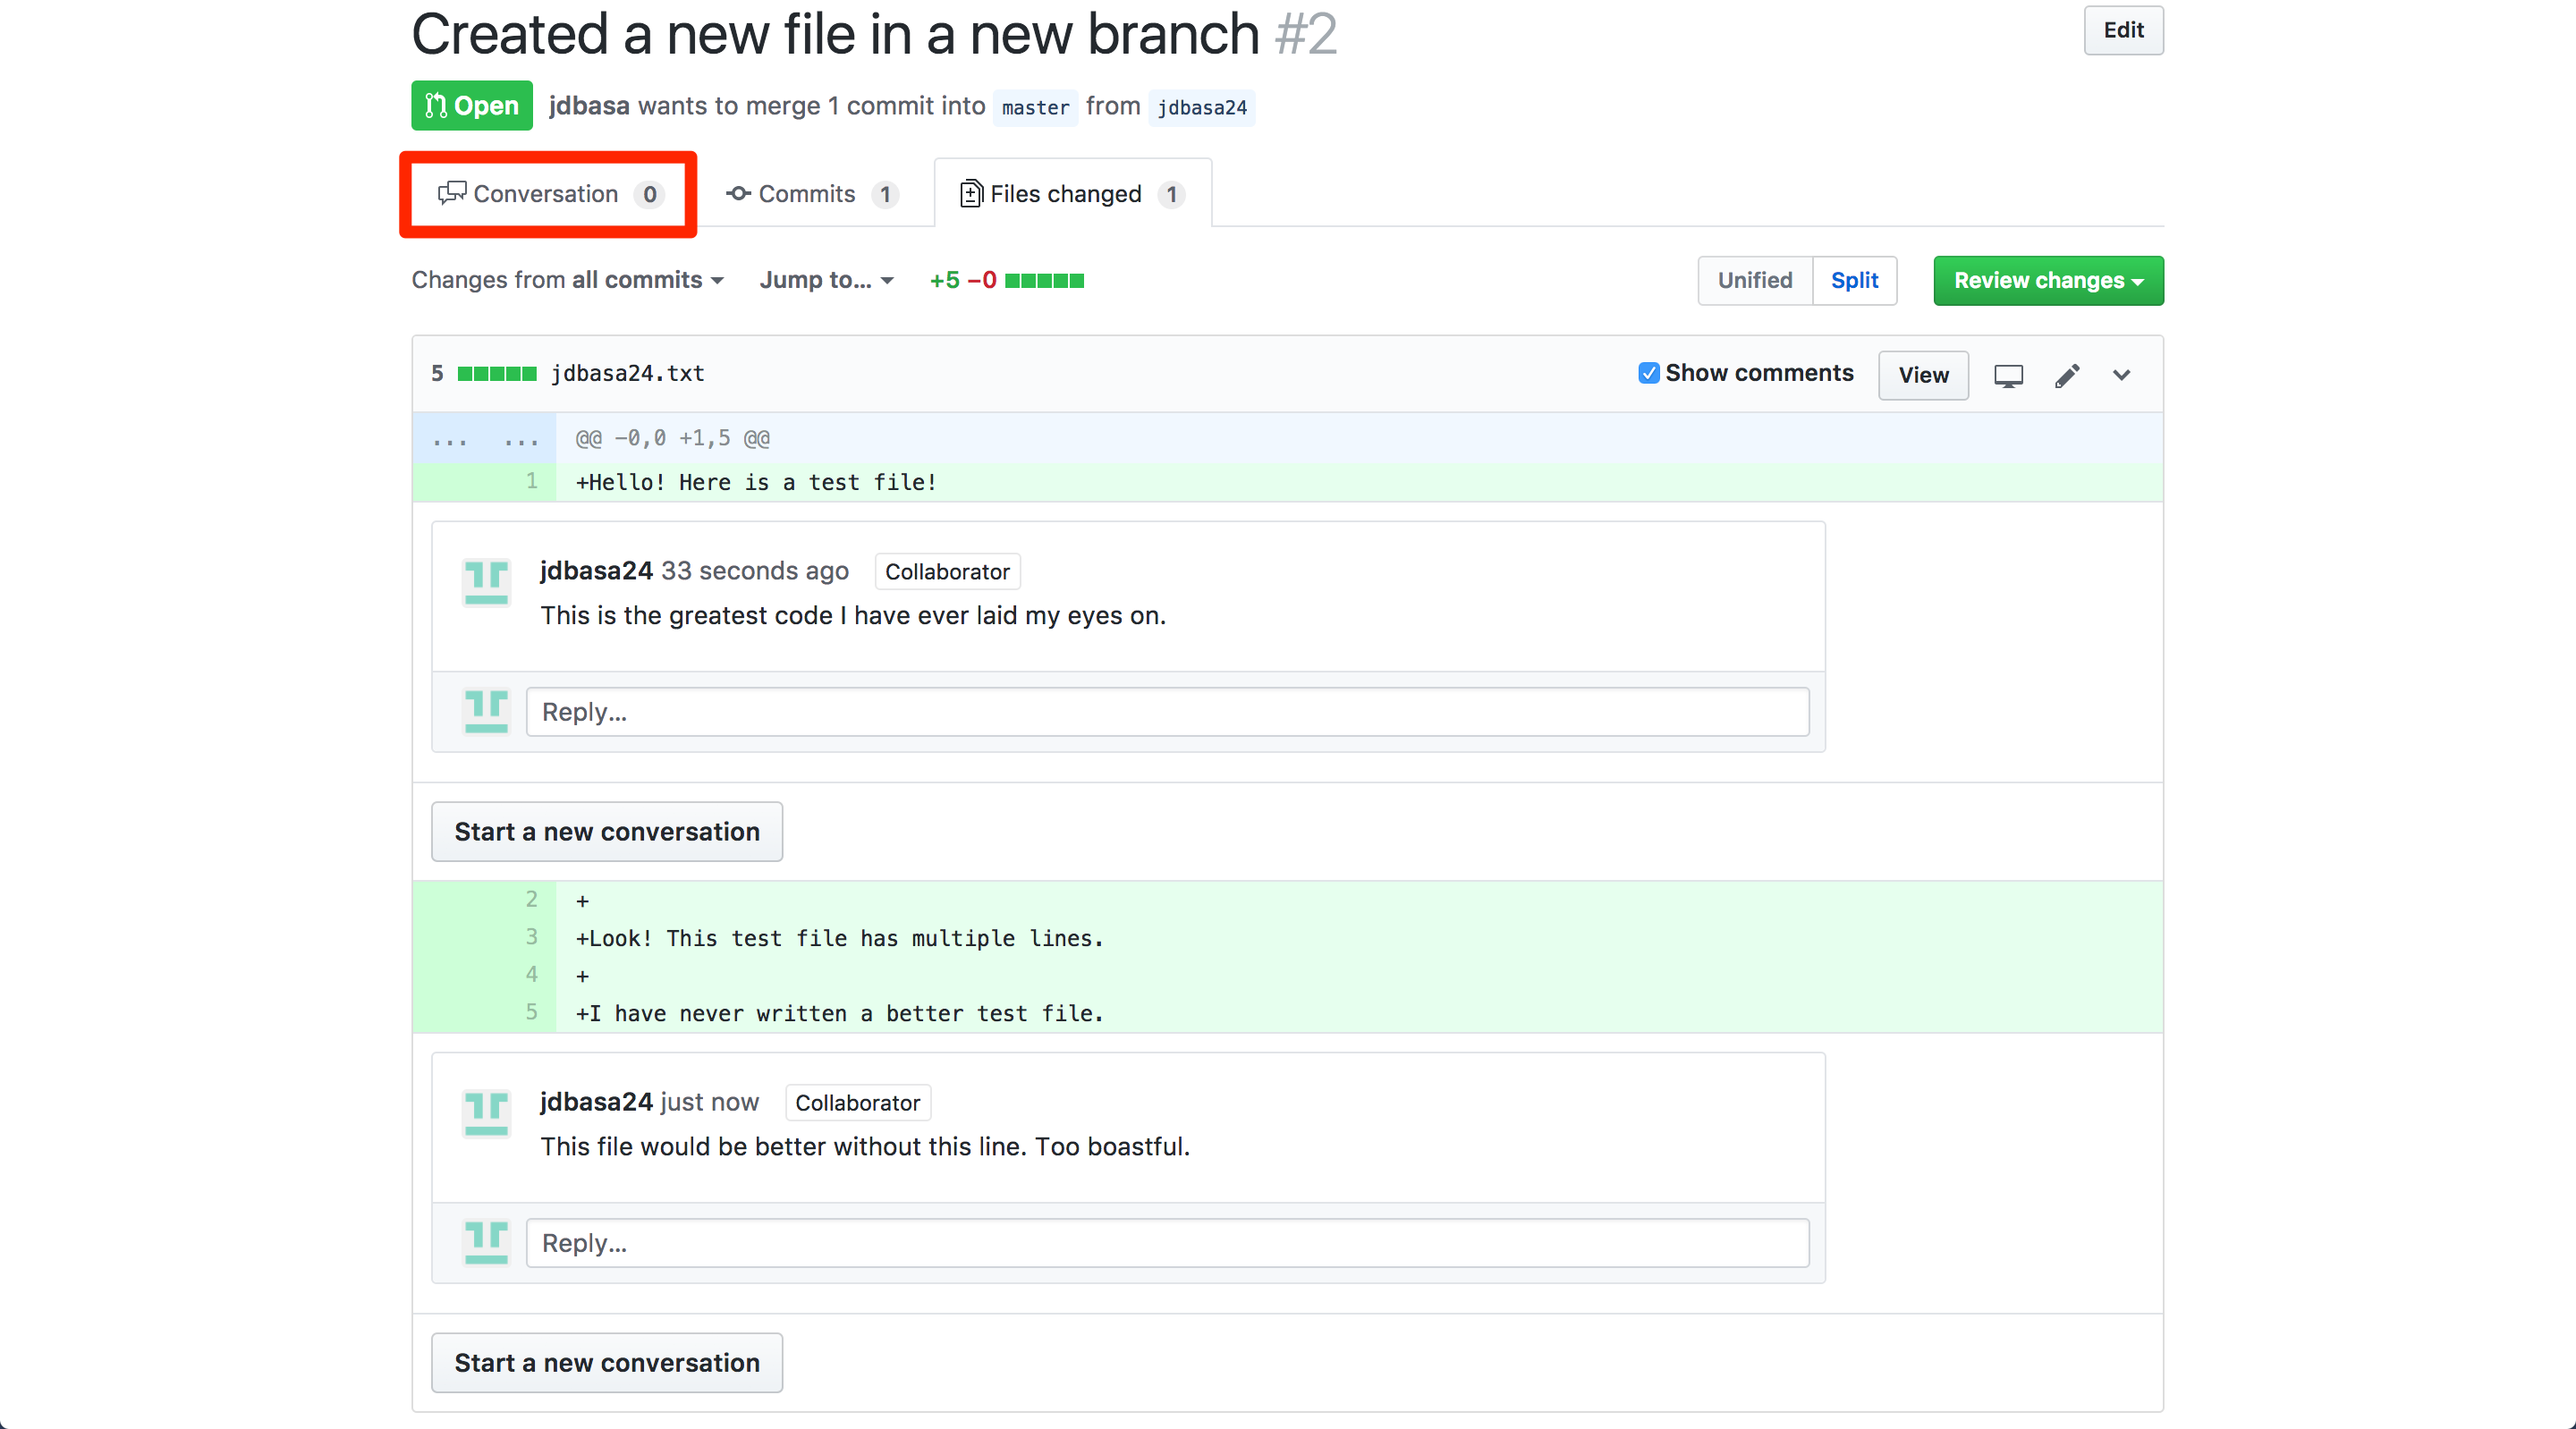 Created a new file in a new branch #2
Edit
Open jdbasa wants to merge 1 commit into master from jdbasa24
Conversation 0 Commits 1 Files changed 1
Changes from all commits Jump to... +5 −0 Unified Split Review changes
5 jdbasa24.txt Show comments View
... ... @@ -0,0 +1,5 @@
1 +Hello! Here is a test file!
jdbasa24 33 seconds ago Collaborator
This is the greatest code I have ever laid my eyes on.
Reply...
Start a new conversation
2 +
3 +Look! This test file has multiple lines.
4 +
5 +I have never written a better test file.
jdbasa24 just now Collaborator
This file would be better without this line. Too boastful.
Reply...
Start a new conversation